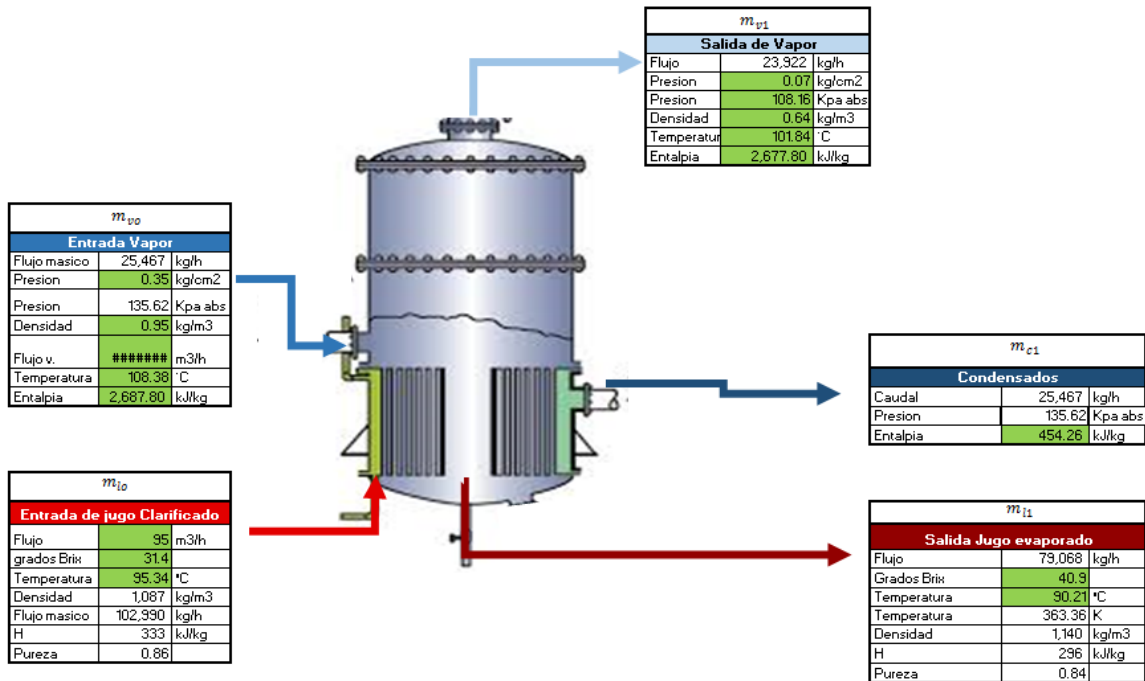 m_v1
Salida de Vapor
Flujo 23,922 kg/h
Presion 0.07 kg/cm2
Presion 108.16 Kpa abs
Densidad 0.64 kg/m3
Temperatur 101.84 °C
Entalpia 2,677.80 kJ/kg
m_vo
Entrada Vapor
Flujo masico 25,467 kg/h
Presion 0.35 kg/cm2
Presion 135.62 Kpa abs
Densidad 0.95 kg/m3
Flujo v. ####### m3/h
Temperatura 108.38 °C
Entalpia 2,687.80 kJ/kg
m_c1
Condensados
Caudal 25,467 kg/h
Presion 135.62 Kpa abs
Entalpia 454.26 kJ/kg
m_lo
Entrada de jugo Clarificado
Flujo 95 m3/h
grados Brix 31.4
Temperatura 95.34 °C
Densidad 1,087 kg/m3
Flujo masico 102,990 kg/h
H 333 kJ/kg
Pureza 0.86
m_l1
Salida Jugo evaporado
Flujo 79,068 kg/h
Grados Brix 40.9
Temperatura 90.21 °C
Temperatura 363.36 K
Densidad 1,140 kg/m3
H 296 kJ/kg
Pureza 0.84